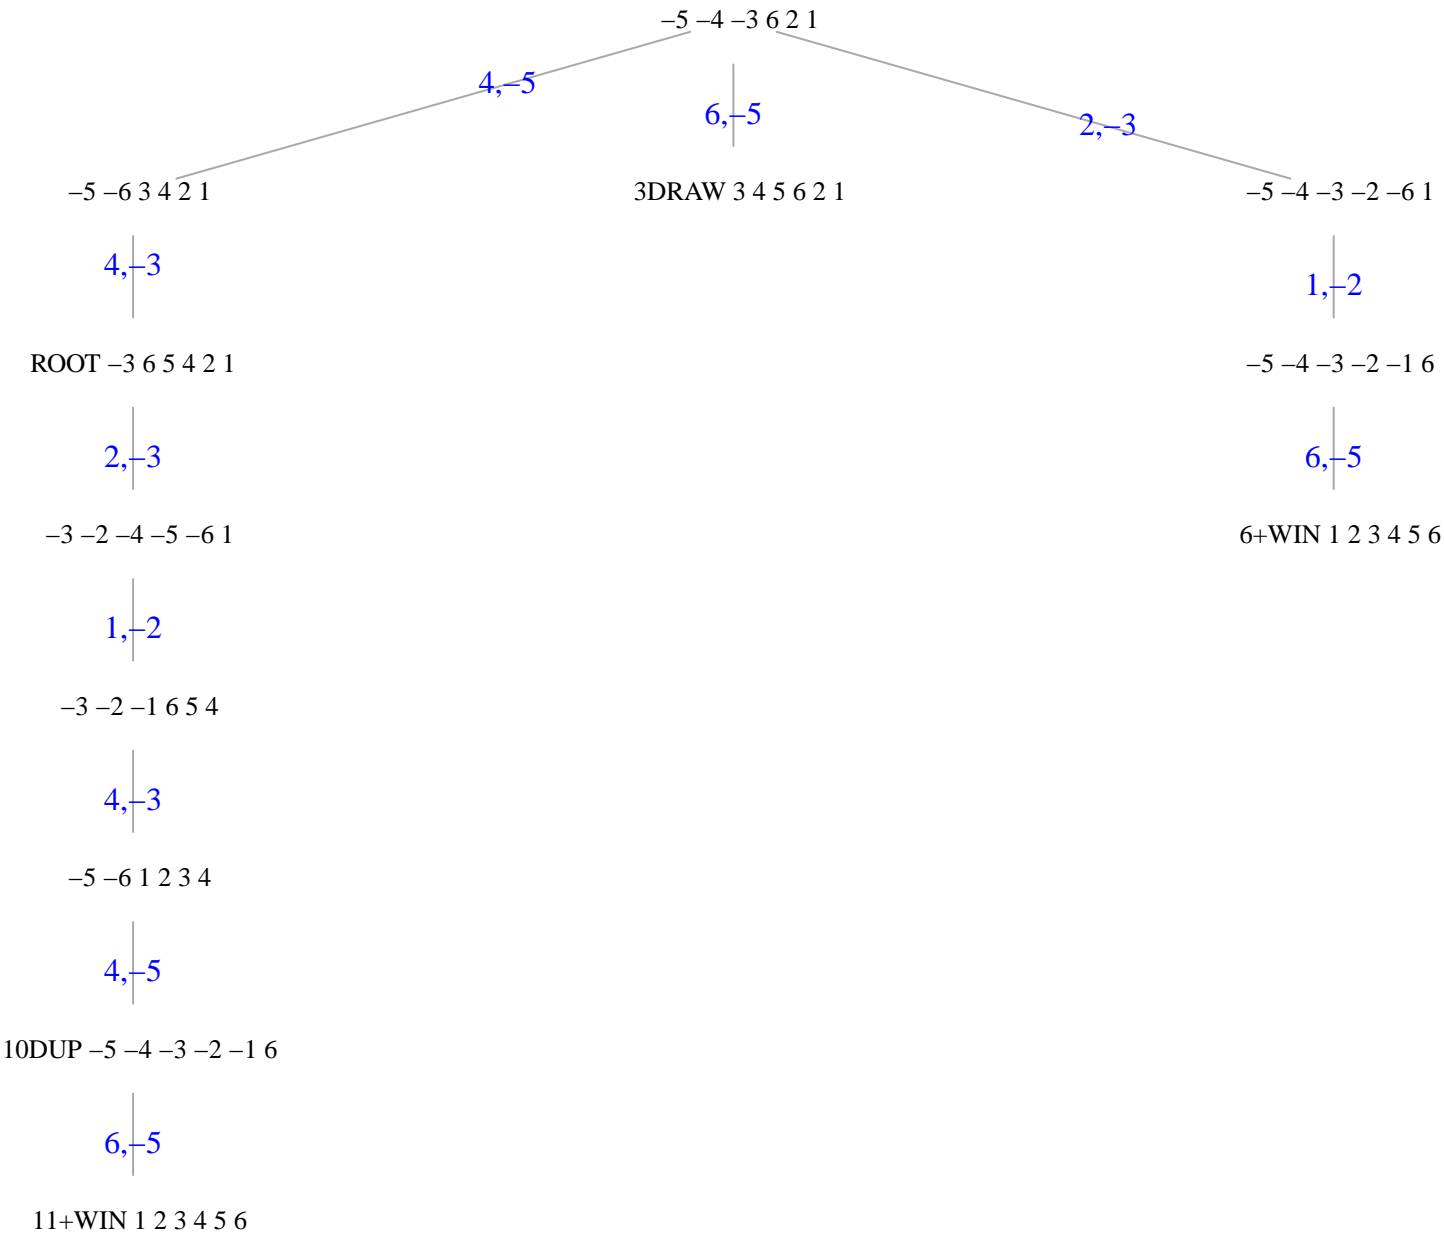 –5 –4 –3 6 2 1
4,–5
6,–5
2,–3
–5 –6 3 4 2 1
3DRAW 3 4 5 6 2 1
–5 –4 –3 –2 –6 1
4,–3
1,–2
ROOT –3 6 5 4 2 1
–5 –4 –3 –2 –1 6
2,–3
6,–5
–3 –2 –4 –5 –6 1
6+WIN 1 2 3 4 5 6
1,–2
–3 –2 –1 6 5 4
4,–3
–5 –6 1 2 3 4
4,–5
10DUP –5 –4 –3 –2 –1 6
6,–5
11+WIN 1 2 3 4 5 6